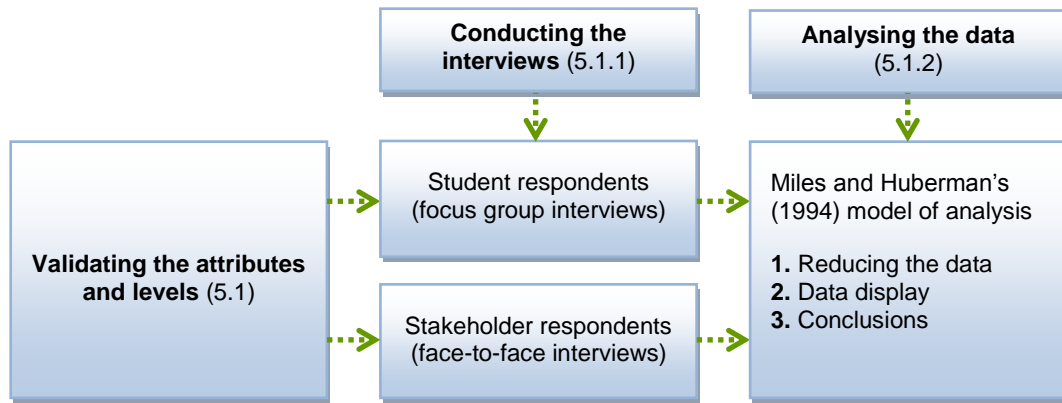 Conducting the
interviews (5.1.1)
Analysing the data
(5.1.2)
Validating the attributes
and levels (5.1)
Student respondents
(focus group interviews)
Stakeholder respondents
(face-to-face interviews)
Miles and Huberman’s
(1994) model of analysis
1. Reducing the data
2. Data display
3. Conclusions